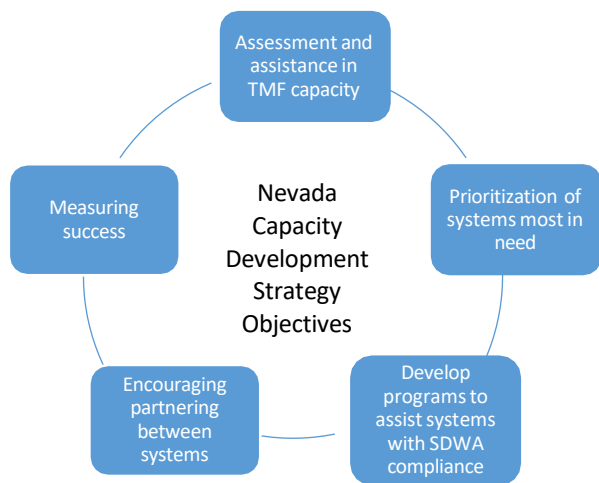 Assessment and
assistance in
TMF capacity
Prioritization of
systems most in
need
Develop
programs to
assist systems
with SDWA
compliance
Encouraging
partnering
between
systems
Measuring
success
Nevada
Capacity
Development
Strategy
Objectives